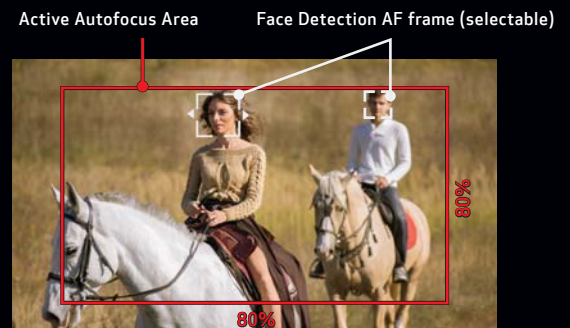 Active Autofocus Area
Face Detection AF frame (selectable)
80%
80%